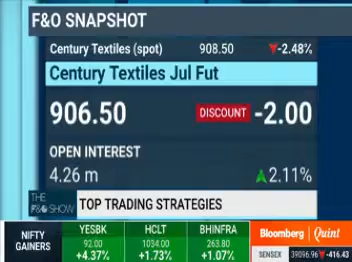 F&O SNAPSHOT
Century Textiles (spot) 908.50 ▼-2.48%
Century Textiles Jul Fut
906.50 DISCOUNT -2.00
OPEN INTEREST
4.26 m ▲2.11%
THE
F&O SHOW
TOP TRADING STRATEGIES
NIFTY
GAINERS
YESBK HCLT BHINFRA
92.00 1034.00 263.80
+4.37% +1.73% +1.07%
Bloomberg | Quint
SENSEX 39096.96 ▼-416.43